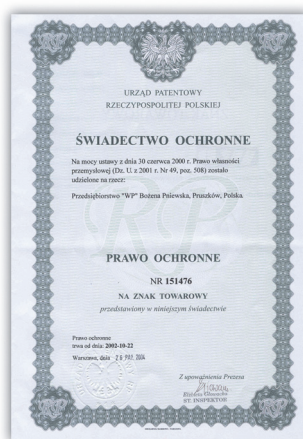 URZĄD PATENTOWY
RZECZYPOSPOLITEJ POLSKIEJ
ŚWIADECTWO OCHRONNE
Na mocy ustawy z dnia 30 czerwca 2000 r. Prawo własności
przemysłowej (Dz. U. z 2001 r. Nr 49, poz. 508) zostało
udzielone na rzecz:
Przedsiębiorstwo "WP" Bożena Pniewska, Pruszków, Polska
RP
PRAWO OCHRONNE
NR 151476
NA ZNAK TOWAROWY
przedstawiony w niniejszym świadectwie
Prawo ochronne
trwa od dnia: 2002-10-22
Warszawa, dnia 2004
Z upoważnienia Prezesa
ST. INSPEKTOR